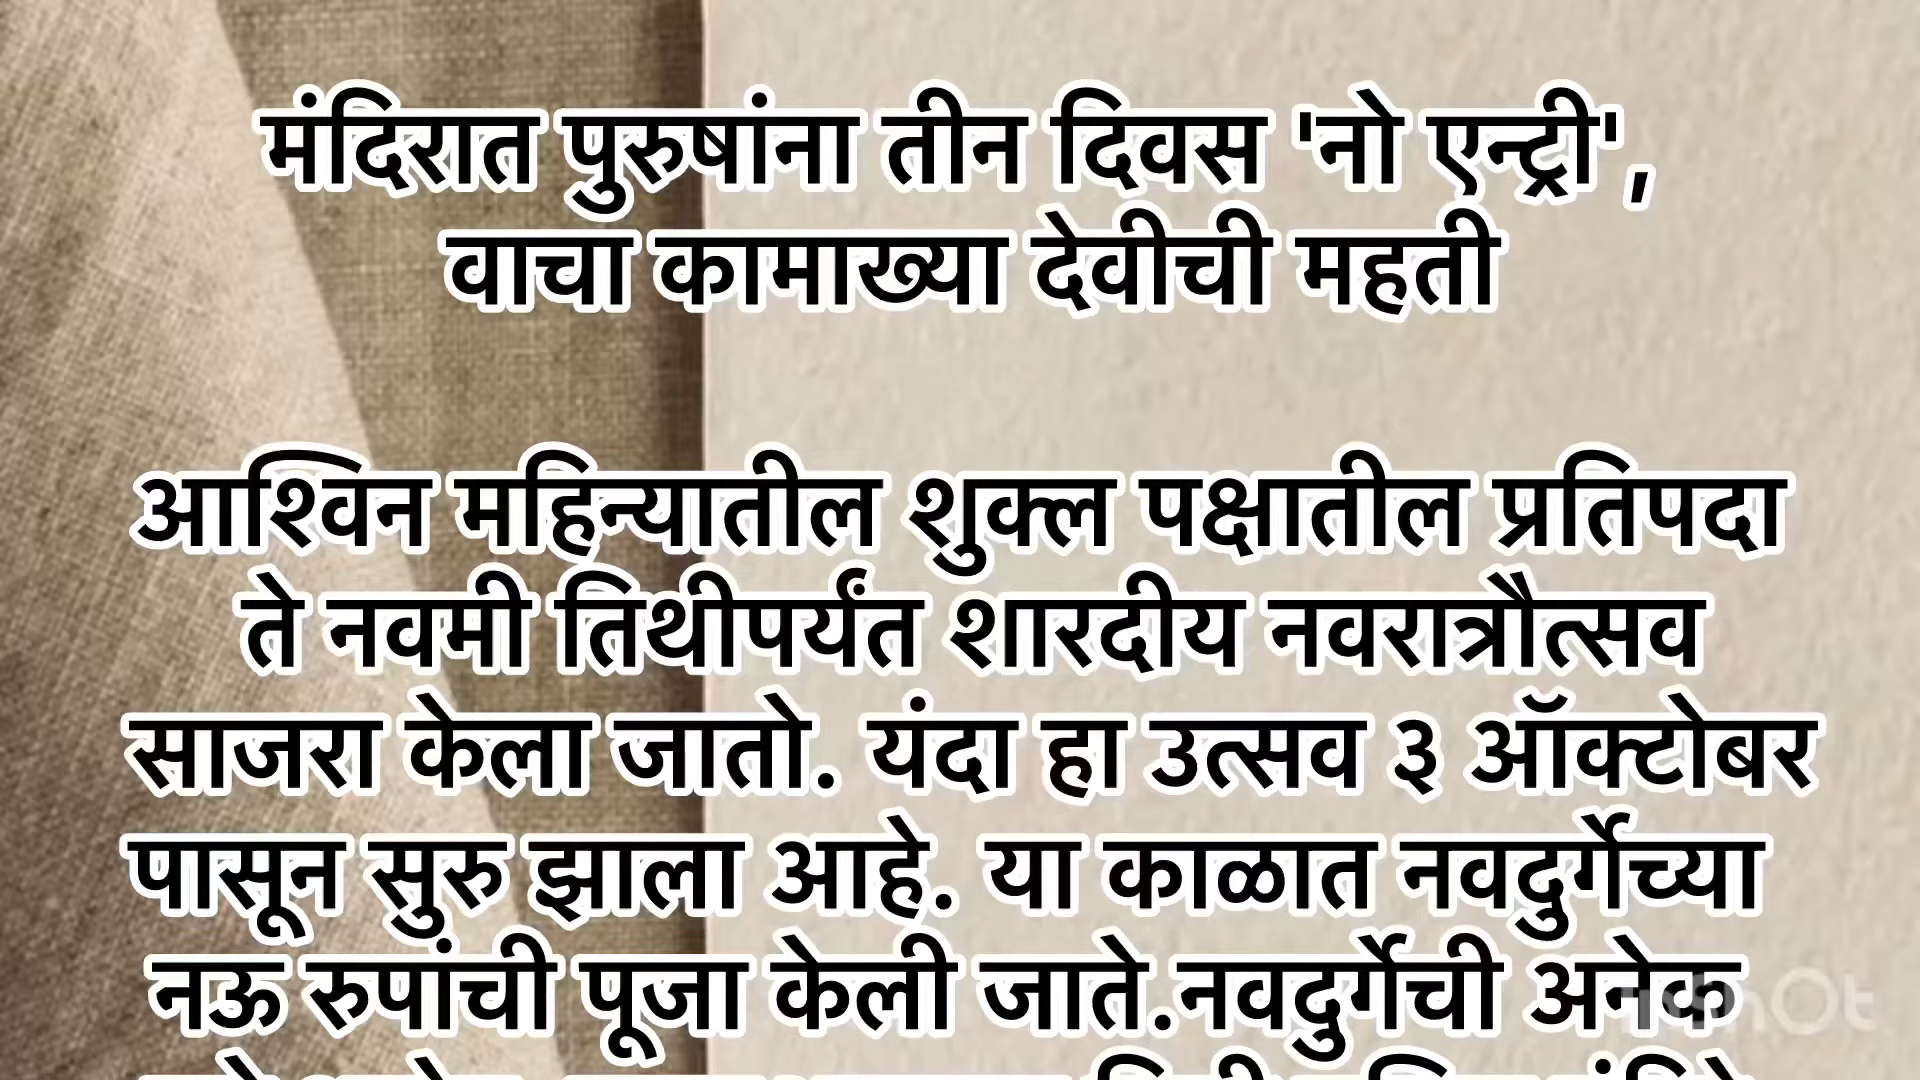 मंदिरात पुरुषांना तीन दिवस 'नो एन्ट्री',
वाचा कामाख्या देवीची महती
आश्विन महिन्यातील शुक्ल पक्षातील प्रतिपदा
ते नवमी तिथीपर्यंत शारदीय नवरात्रौत्सव
साजरा केला जातो. यंदा हा उत्सव ३ ऑक्टोबर
पासून सुरु झाला आहे. या काळात नवदुर्गेच्या
नऊ रुपांची पूजा केली जाते.नवदुर्गेची अनेक
InShOt